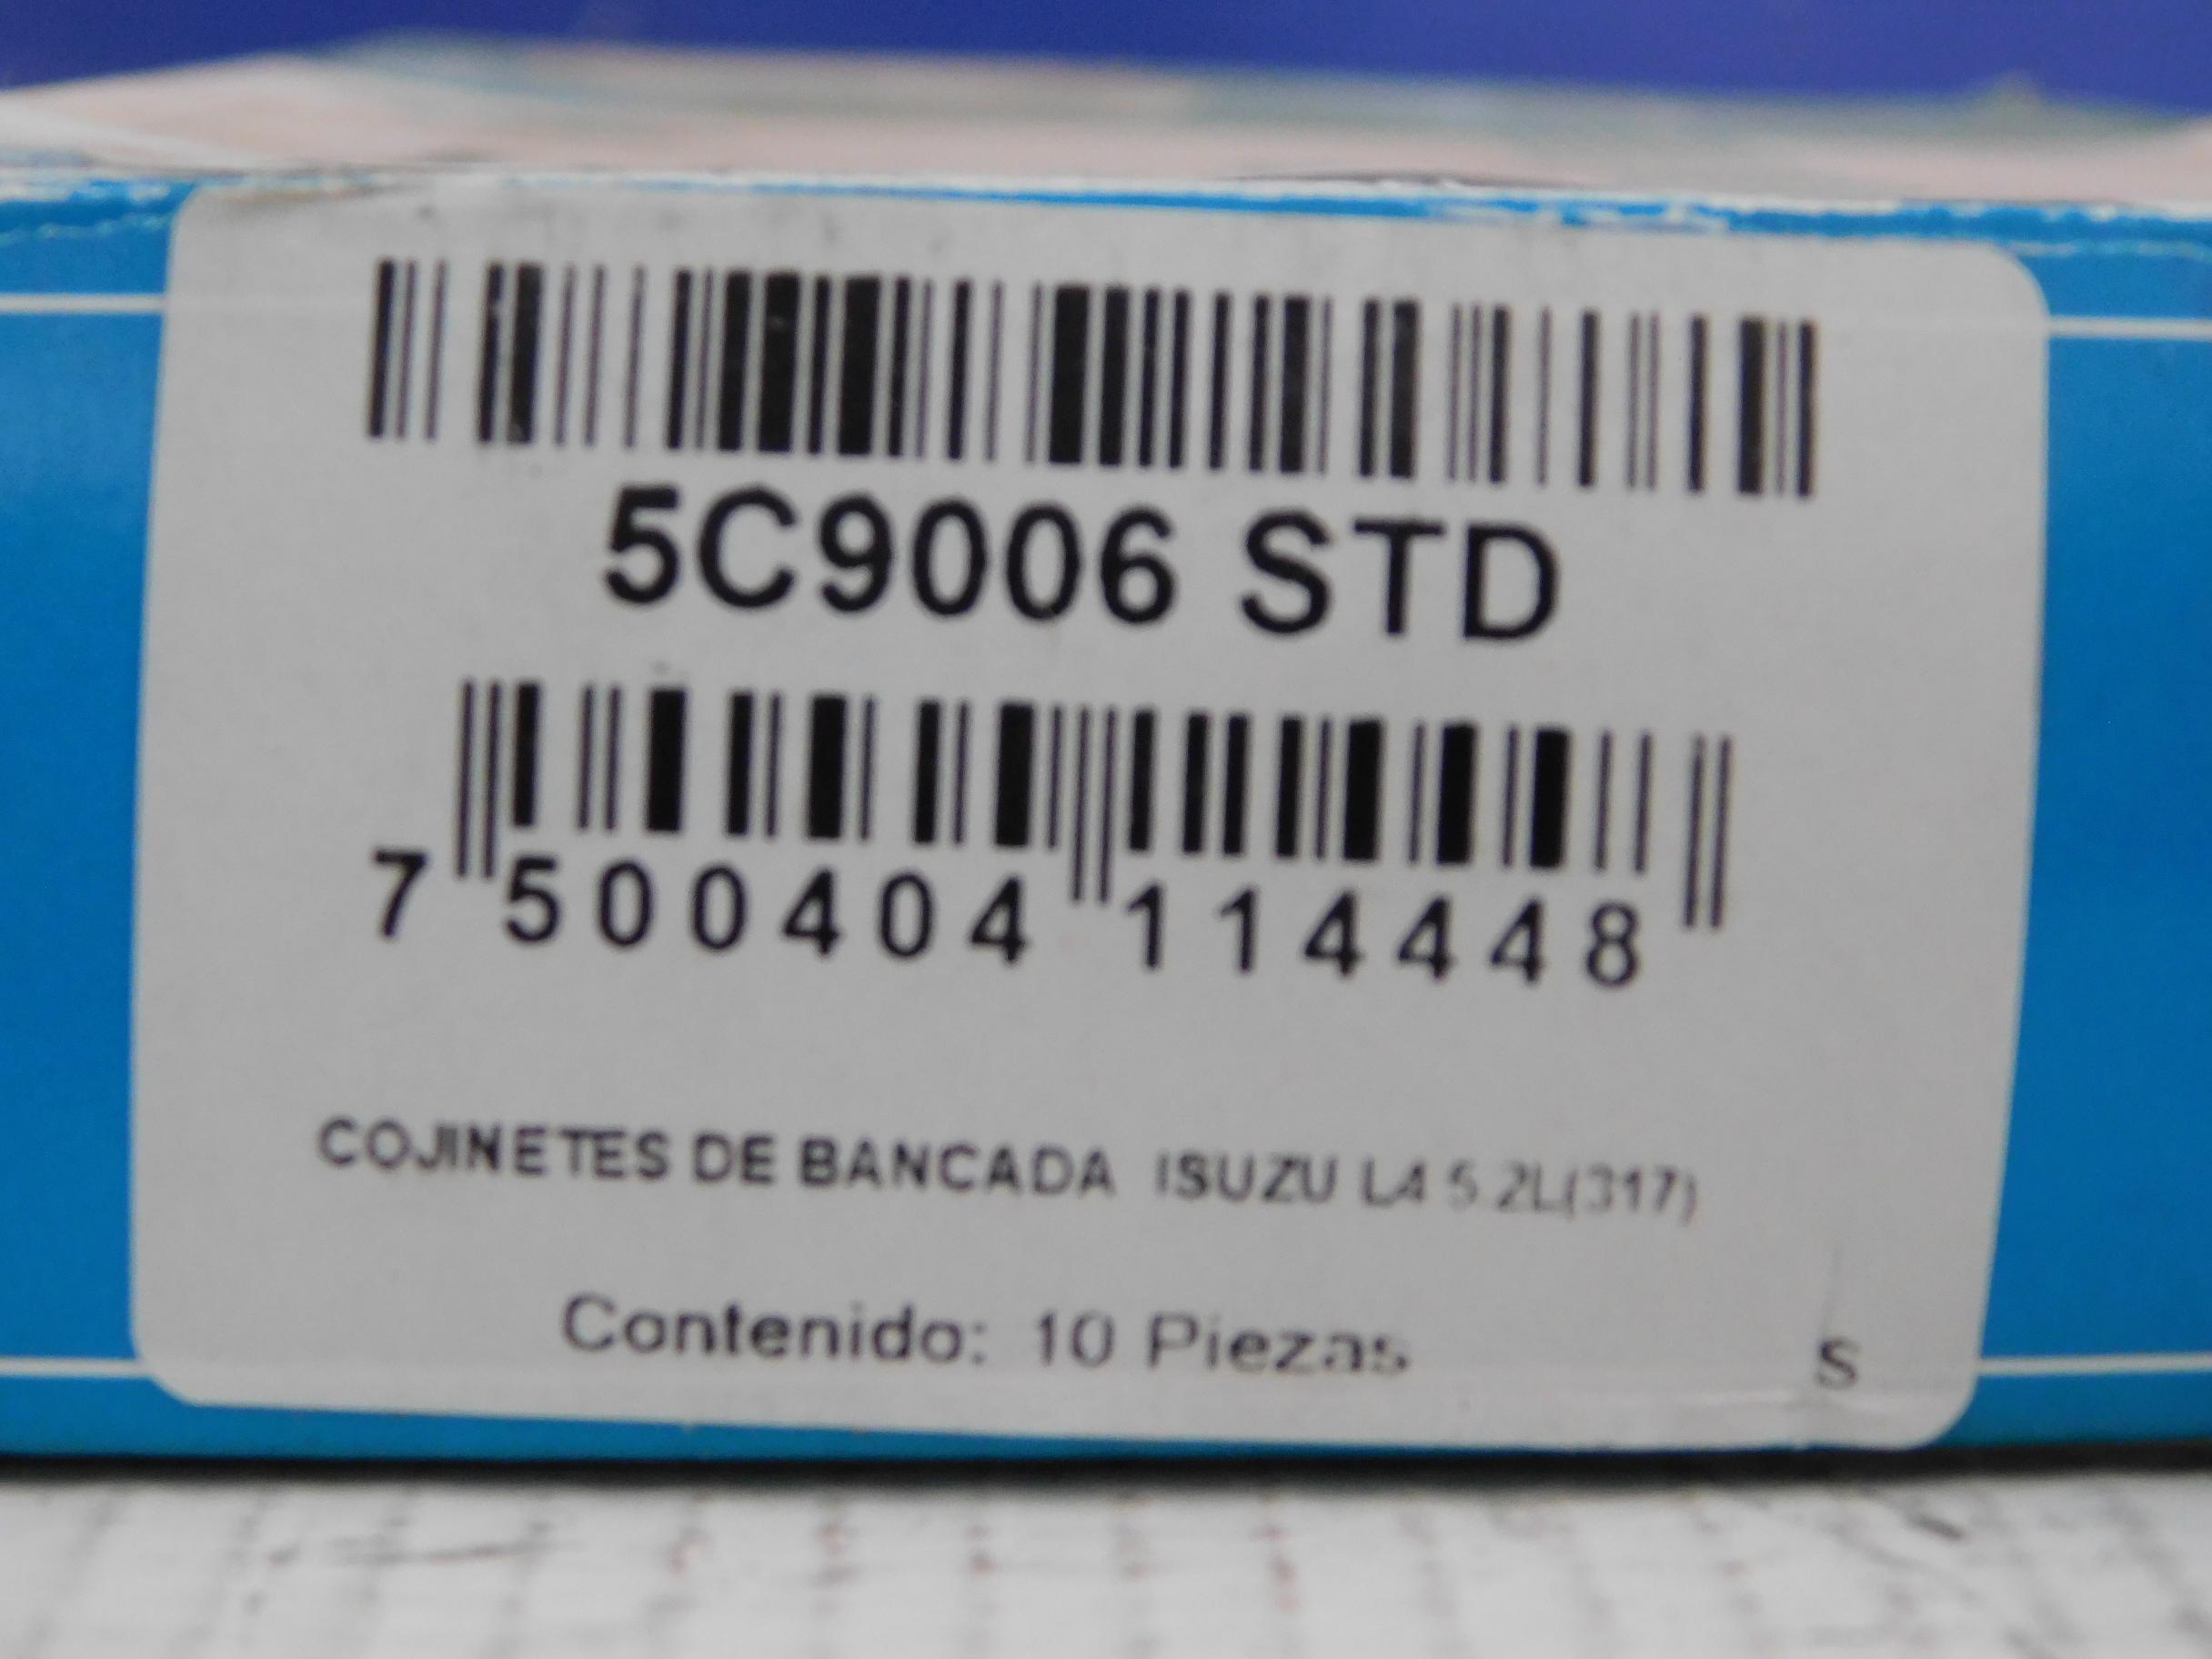 5C9006 STD
7 500404 114448
COJINETES DE BANCADA ISUZU L4 5.2L(317)
Contenido: 10 Piezas
S